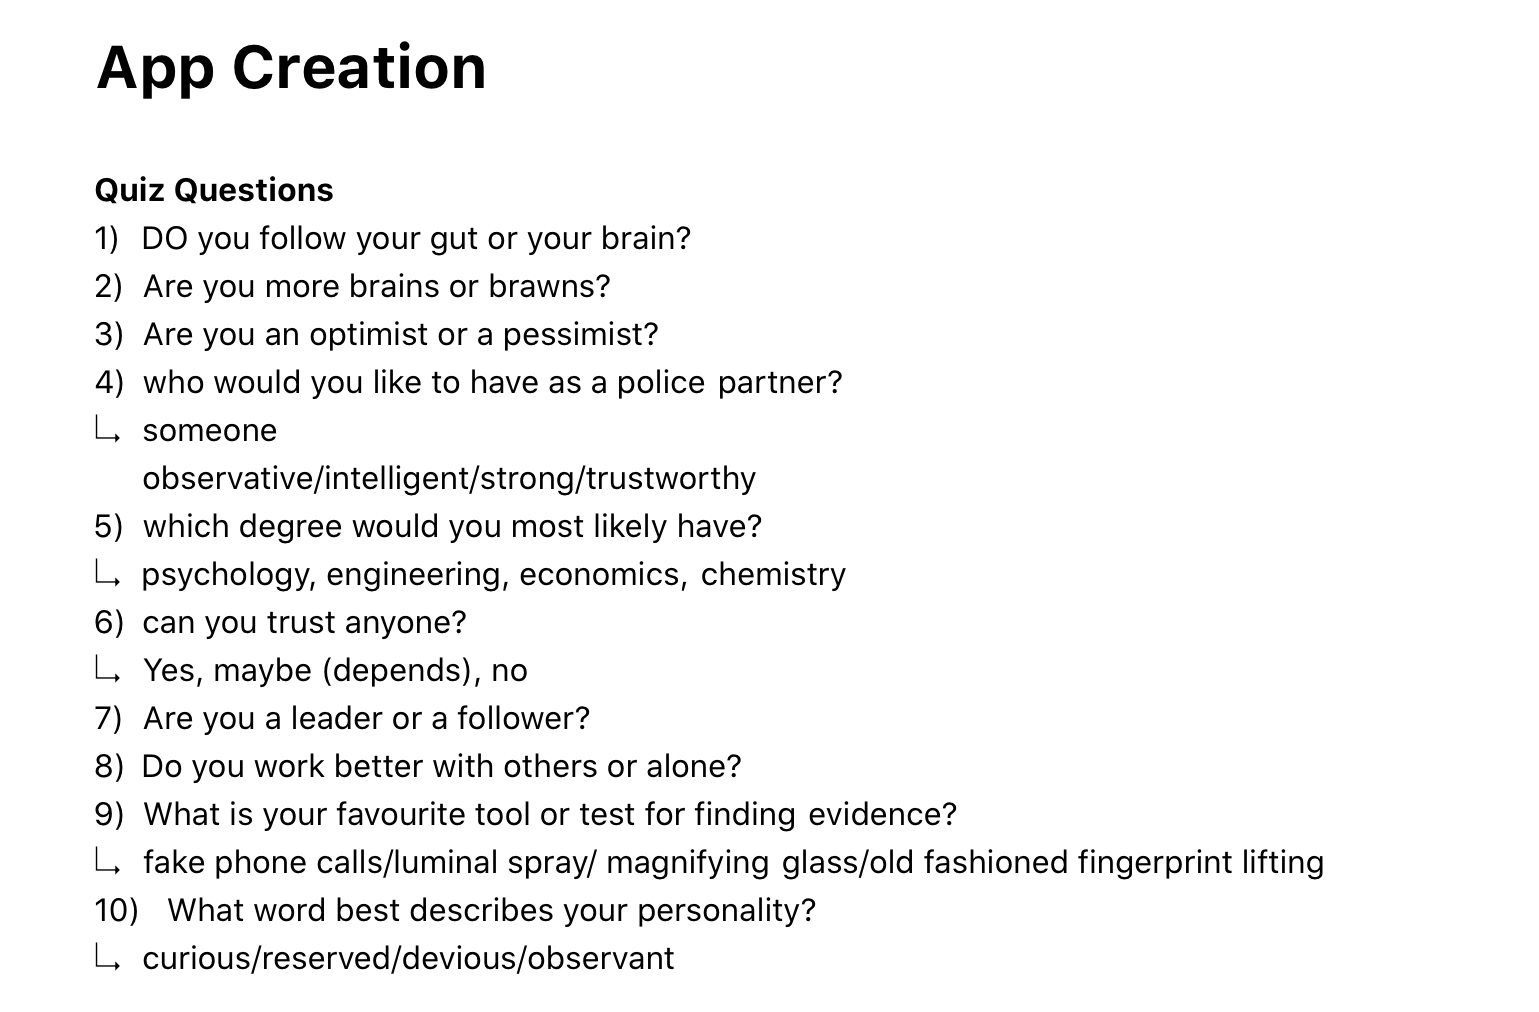 App Creation
Quiz Questions
1) DO you follow your gut or your brain?
2) Are you more brains or brawns?
3) Are you an optimist or a pessimist?
4) who would you like to have as a police partner?
↳ someone
observative/intelligent/strong/trustworthy
5) which degree would you most likely have?
↳ psychology, engineering, economics, chemistry
6) can you trust anyone?
↳ Yes, maybe (depends), no
7) Are you a leader or a follower?
8) Do you work better with others or alone?
9) What is your favourite tool or test for finding evidence?
↳ fake phone calls/luminal spray/ magnifying glass/old fashioned fingerprint lifting
10) What word best describes your personality?
↳ curious/reserved/devious/observant